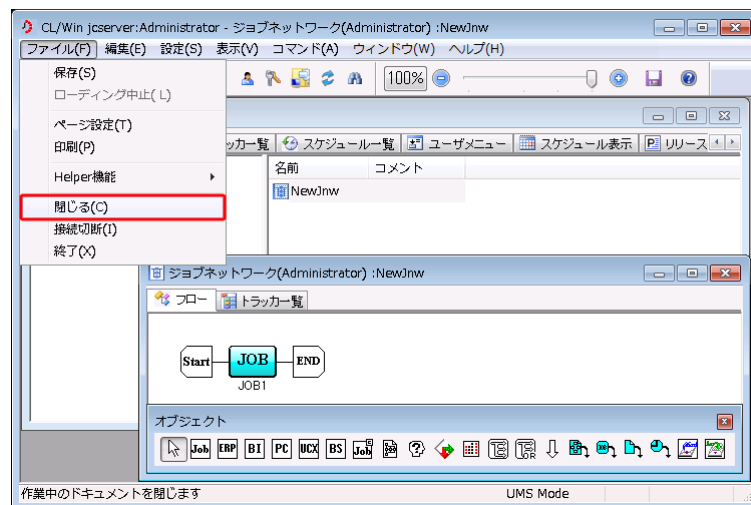 CL/Win jcserver:Administrator - ジョブネットワーク(Administrator) :NewJnw
ファイル(F) 編集(E) 設定(S) 表示(V) コマンド(A) ウィンドウ(W) ヘルプ(H)
保存(S)
ローディング中止(L)
ページ設定(T)
印刷(P)
Helper機能
閉じる(C)
接続切断(I)
終了(X)
100%
ッカ一覧 スケジュール一覧 ユーザメニュー スケジュール表示 リリース
名前 コメント
NewJnw
ジョブネットワーク(Administrator) :NewJnw
フロー トラッカ一覧
Start JOB END
JOB1
オブジェクト
Job ERP BI PC UCX BS Job
作業中のドキュメントを閉じます UMS Mode